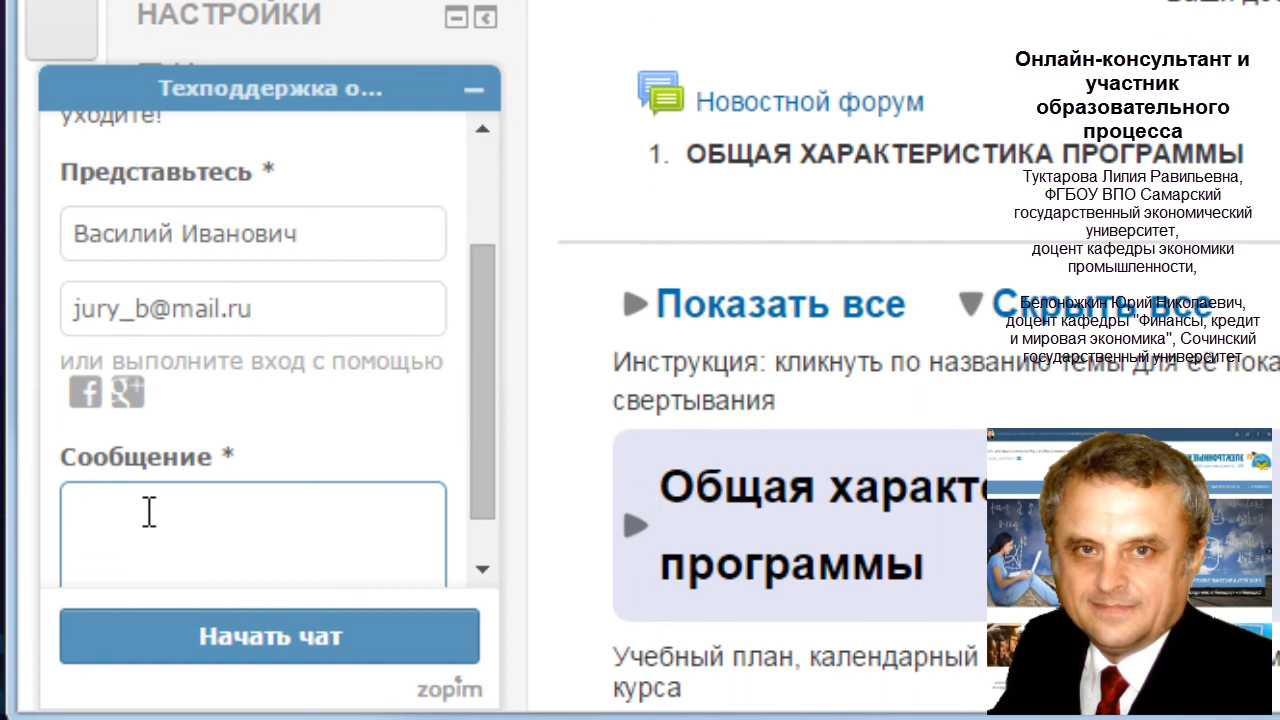 НАСТРОЙКИ
Техподдержка о...
уходите!
Представьтесь *
Василий Иванович
jury_b@mail.ru
или выполните вход с помощью
Сообщение *
Начать чат
zopim
Новостной форум
1. ОБЩАЯ ХАРАКТЕРИСТИКА ПРОГРАММЫ
Показать все
Скрыть все
Инструкция: кликнуть по названию темы для ее пока
свертывания
Общая характе
программы
Учебный план, календарный
курса
Онлайн-консультант и
участник
образовательного
процесса
Туктарова Лилия Равильевна,
ФГБОУ ВПО Самарский
государственный экономический
университет,
доцент кафедры экономики
промышленности,
Белоножкин Юрий Николаевич,
доцент кафедры "Финансы, кредит
и мировая экономика", Сочинский
государственный университет